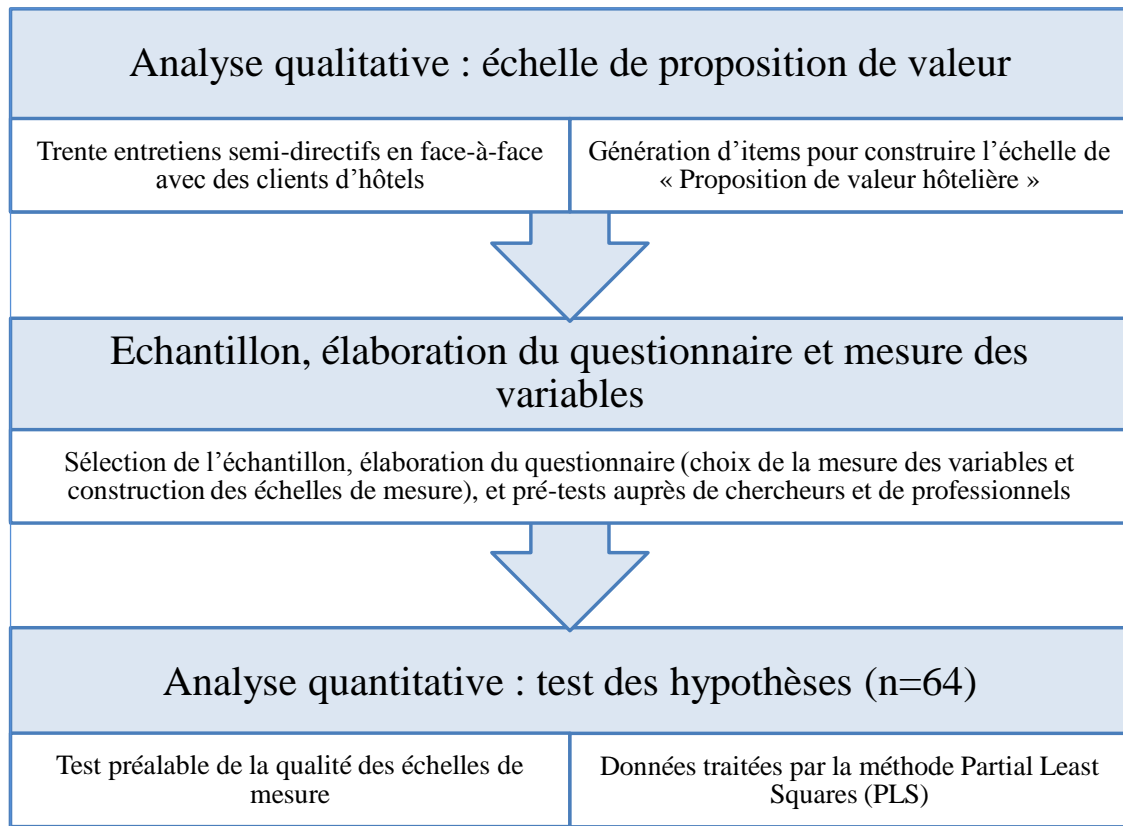 Analyse qualitative : échelle de proposition de valeur
Trente entretiens semi-directifs en face-à-face
avec des clients d’hôtels
Génération d’items pour construire l’échelle de
« Proposition de valeur hôtelière »
Echantillon, élaboration du questionnaire et mesure des
variables
Sélection de l’échantillon, élaboration du questionnaire (choix de la mesure des variables et
construction des échelles de mesure), et pré-tests auprès de chercheurs et de professionnels
Analyse quantitative : test des hypothèses (n=64)
Test préalable de la qualité des échelles de
mesure
Données traitées par la méthode Partial Least
Squares (PLS)